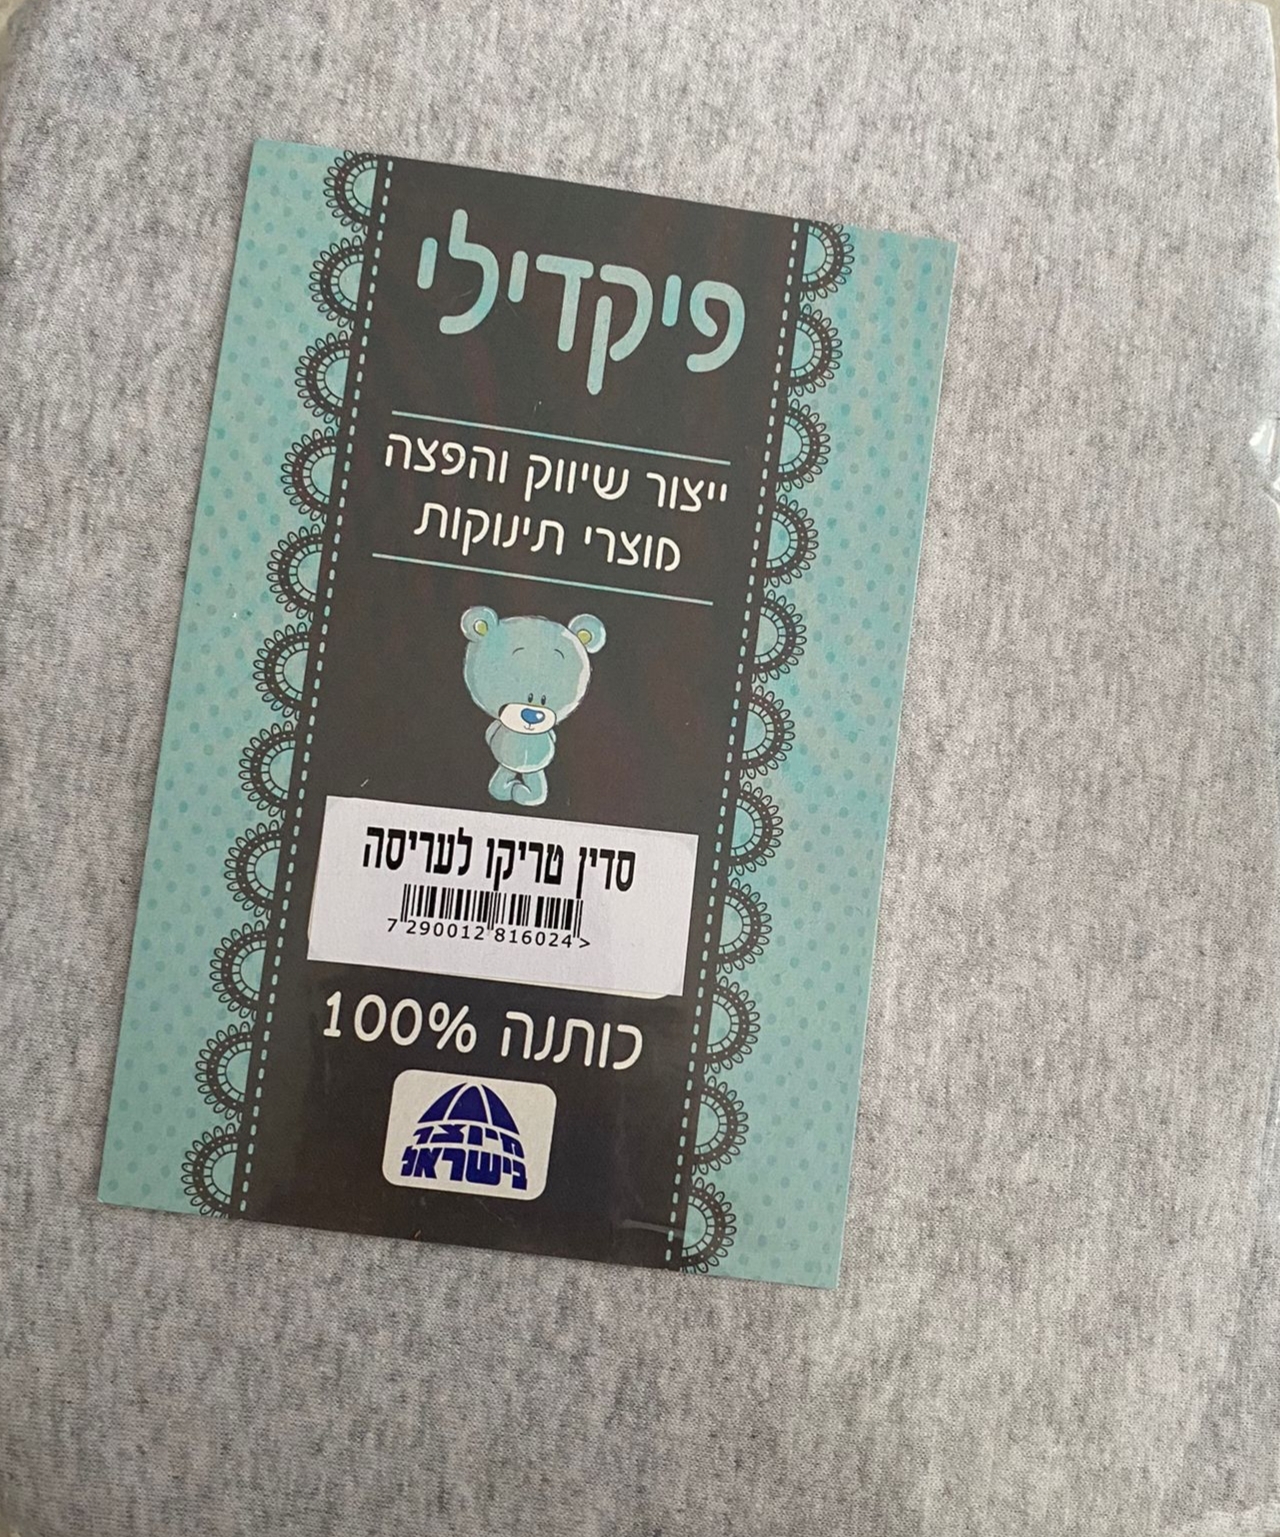 פיקדילי
ייצור שיווק והפצה
מוצרי תינוקות
סדין טריקו לעריסה
7 290012 816024 >
100% כותנה
מיוצר
בישראל